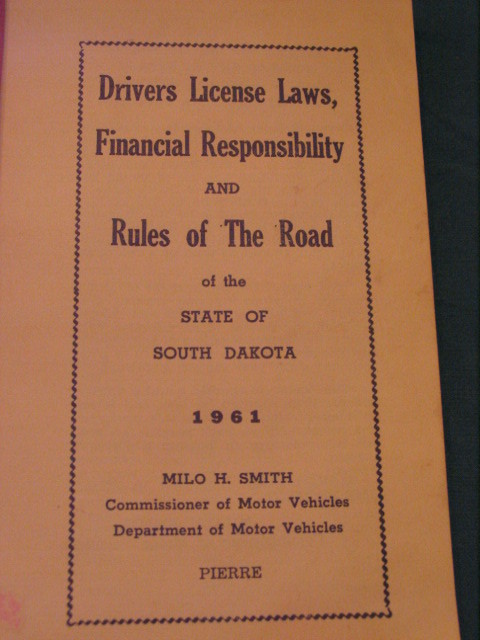 Drivers License Laws,
Financial Responsibility
AND
Rules of The Road
of the
STATE OF
SOUTH DAKOTA
1961
MILO H. SMITH
Commissioner of Motor Vehicles
Department of Motor Vehicles
PIERRE